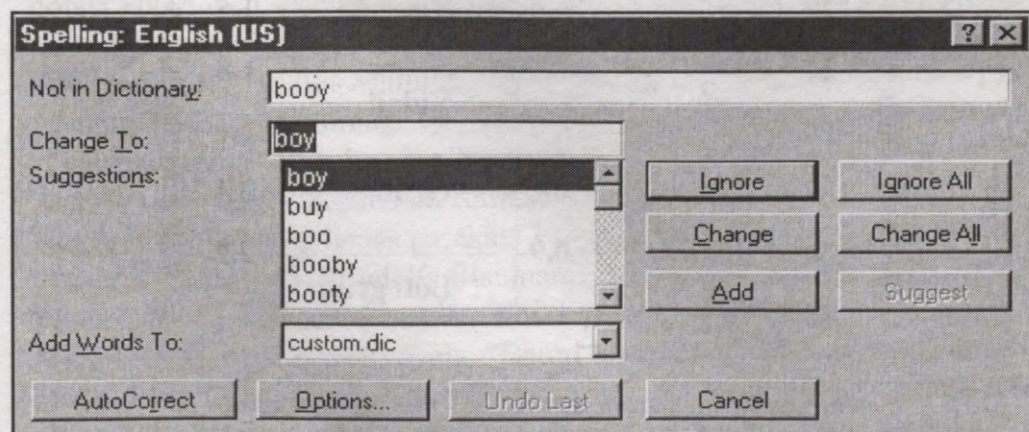 Spelling: English (US)
Not in Dictionary: booy
Change To: boy
Suggestions: boy
buy
boo
booby
booty
Ignore Ignore All
Change Change All
Add Suggest
Add Words To: custom.dic
AutoCorrect Options... Undo Last Cancel